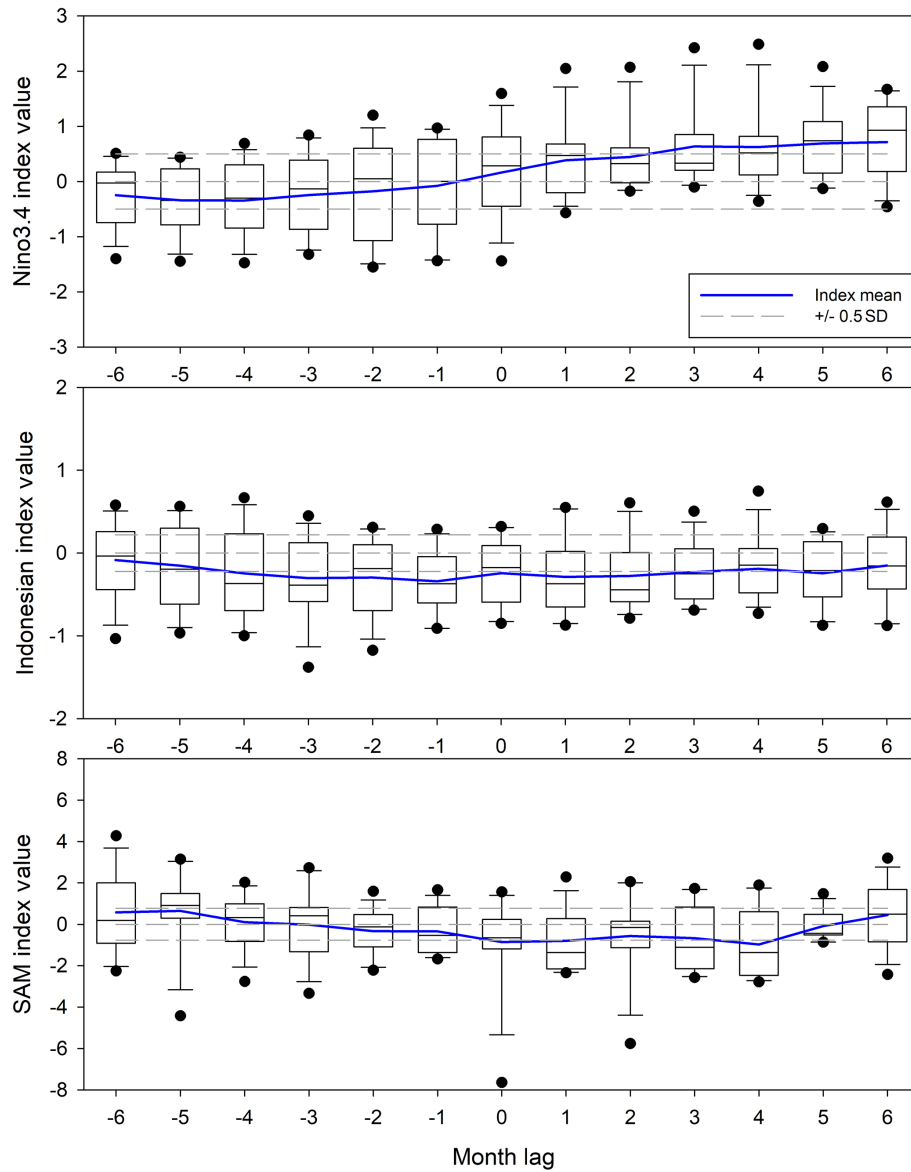 3
2
1
0
-1
-2
-3
Nino3.4 index value
Index mean
+/- 0.5 SD
-6 -5 -4 -3 -2 -1 0 1 2 3 4 5 6
2
1
0
-1
-2
Indonesian index value
-6 -5 -4 -3 -2 -1 0 1 2 3 4 5 6
8
6
4
2
0
-2
-4
-6
-8
SAM index value
-6 -5 -4 -3 -2 -1 0 1 2 3 4 5 6
Month lag